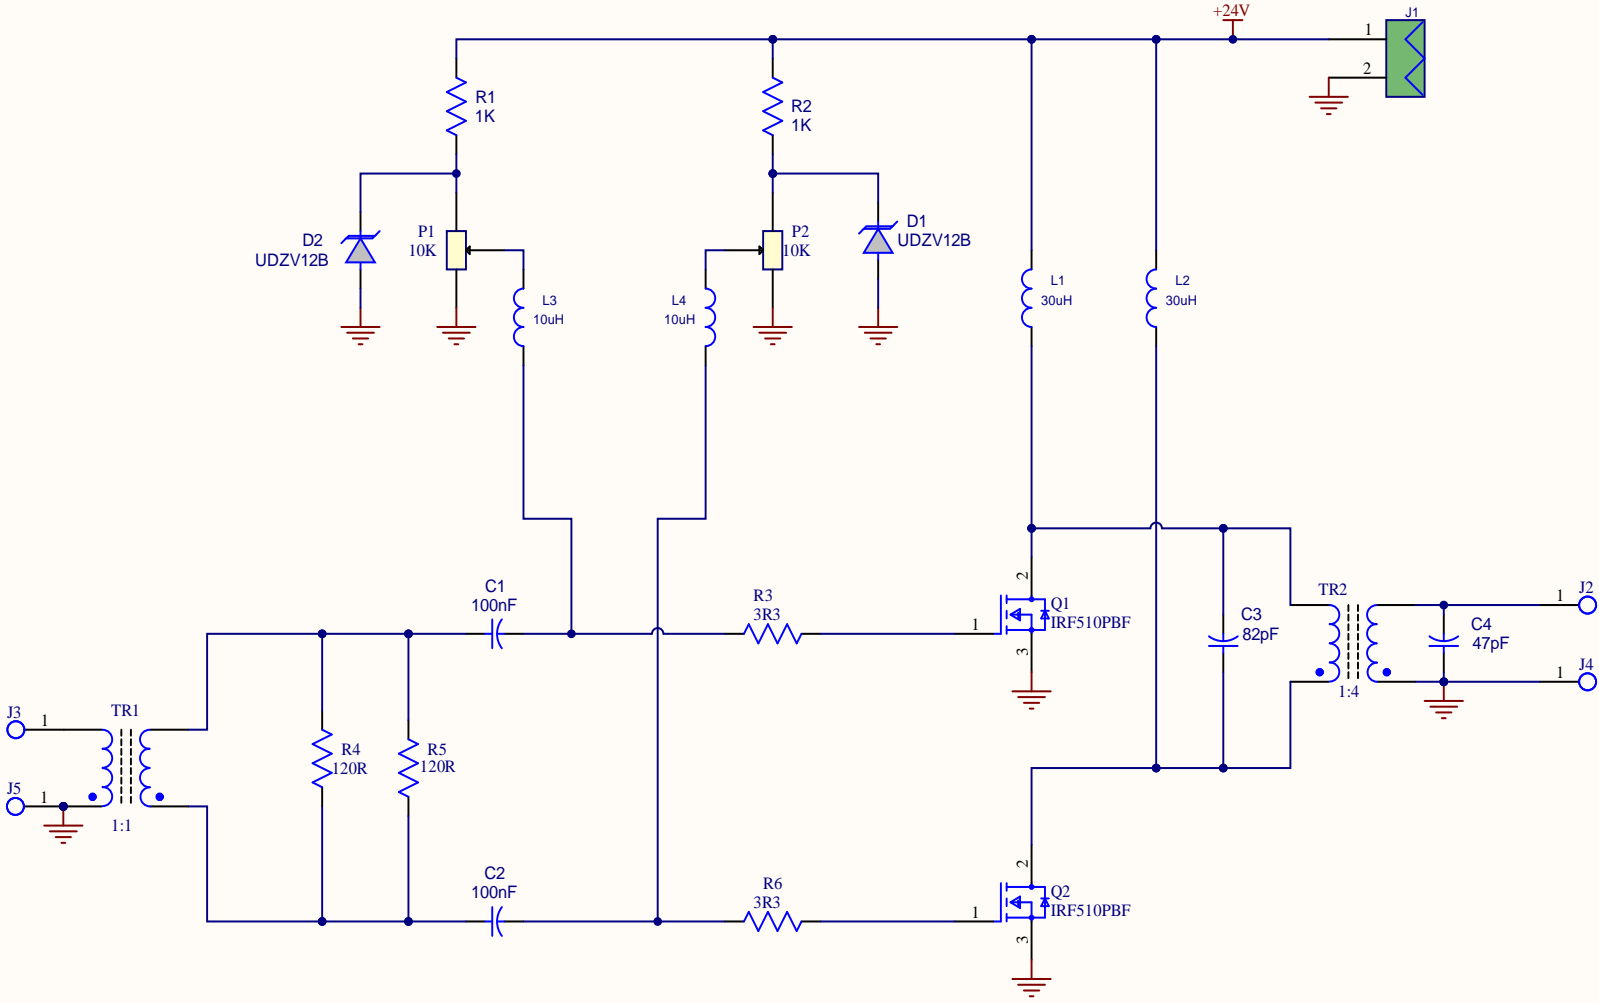 +24V
J1
1
2
R1
1K
R2
1K
D2
UDZV12B
P1
10K
P2
10K
D1
UDZV12B
L3
10uH
L4
10uH
L1
30uH
L2
30uH
C1
100nF
R3
3R3
2
Q1
IRF510PBF
1
3
C3
82pF
TR2
1:4
C4
47pF
1
J2
1
J4
J3
1
J5
1
TR1
1:1
R4
120R
R5
120R
C2
100nF
R6
3R3
2
Q2
IRF510PBF
1
3